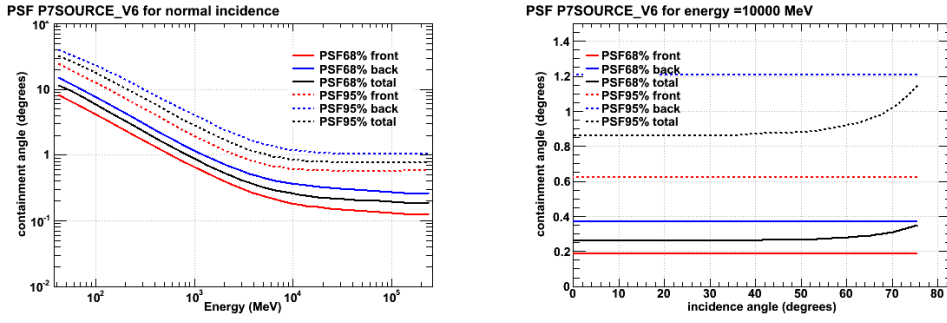 PSF P7SOURCE_V6 for normal incidence
containment angle (degrees)
10²
10
1
10⁻¹
10⁻²
PSF68% front
PSF68% back
PSF68% total
PSF95% front
PSF95% back
PSF95% total
10² 10³ 10⁴ 10⁵
Energy (MeV)
PSF P7SOURCE_V6 for energy =10000 MeV
containment angle (degrees)
1.6
1.4
1.2
1
0.8
0.6
0.4
0.2
0
PSF68% front
PSF68% back
PSF68% total
PSF95% front
PSF95% back
PSF95% total
0 10 20 30 40 50 60 70 80
incidence angle (degrees)